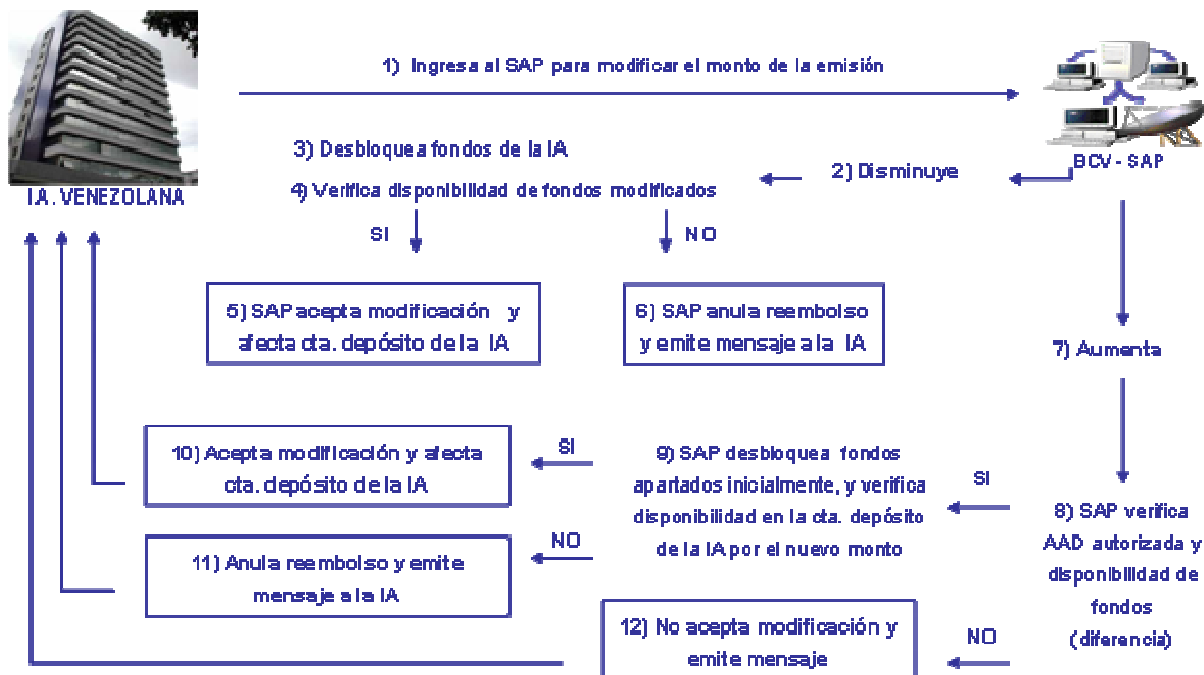 1) Ingresa al SAP para modificar el monto de la emisión
I.A. VENEZOLANA
BCV - SAP
2) Disminuye
3) Desbloquea fondos de la IA
4) Verifica disponibilidad de fondos modificados
SI
NO
5) SAP acepta modificación y
afecta cta. depósito de la IA
6) SAP anula reembolso
y emite mensaje a la IA
7) Aumenta
8) SAP verifica
AAD autorizada y
disponibilidad de
fondos
(diferencia)
SI
9) SAP desbloquea fondos
apartados inicialmente, y verifica
disponibilidad en la cta. depósito
de la IA por el nuevo monto
SI
10) Acepta modificación y afecta
cta. depósito de la IA
NO
11) Anula reembolso y emite
mensaje a la IA
NO
12) No acepta modificación y
emite mensaje